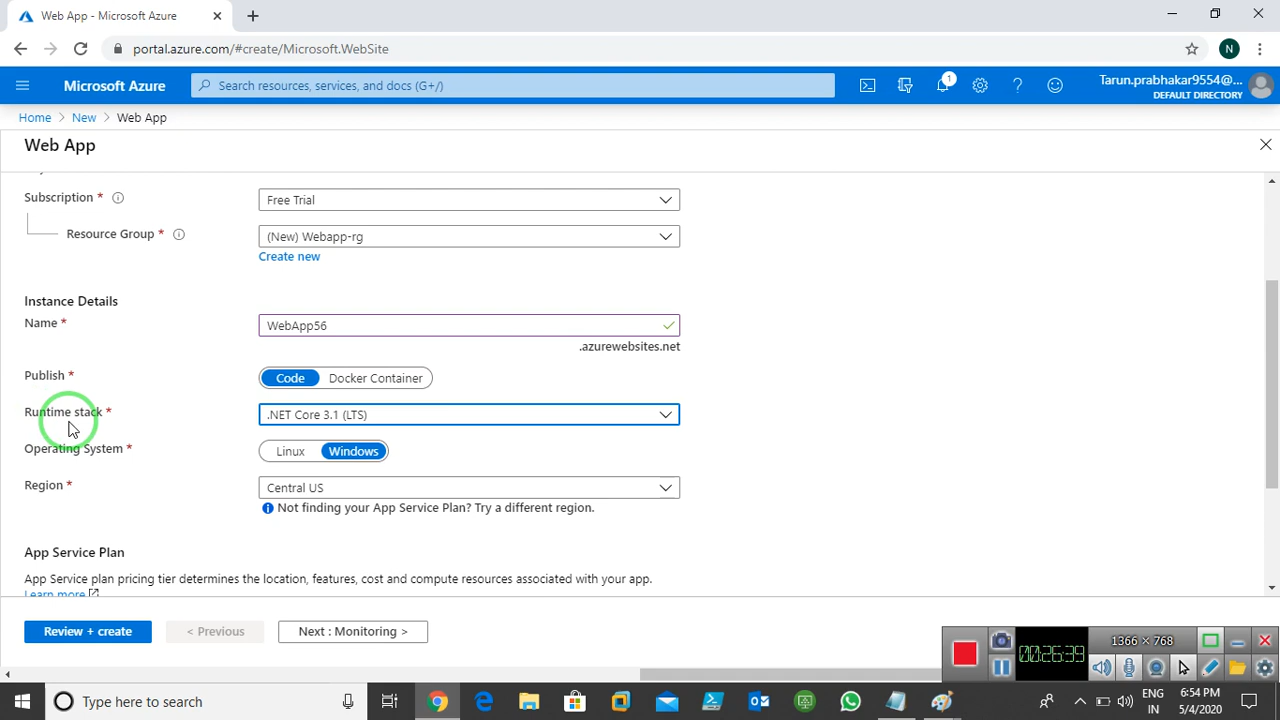 Web App - Microsoft Azure
portal.azure.com/#create/Microsoft.WebSite
N
Microsoft Azure
Search resources, services, and docs (G+/)
1
Tarun.prabhakar9554@...
DEFAULT DIRECTORY
Home > New > Web App
Web App
Subscription *
Free Trial
Resource Group *
(New) Webapp-rg
Create new
Instance Details
Name *
WebApp56
.azurewebsites.net
Publish *
Code Docker Container
Runtime stack *
.NET Core 3.1 (LTS)
Operating System *
Linux Windows
Region *
Central US
Not finding your App Service Plan? Try a different region.
App Service Plan
App Service plan pricing tier determines the location, features, cost and compute resources associated with your app.
Learn more
Review + create
< Previous
Next : Monitoring >
00:26:39
1366 × 768
Type here to search
ENG
IN
6:54 PM
5/4/2020